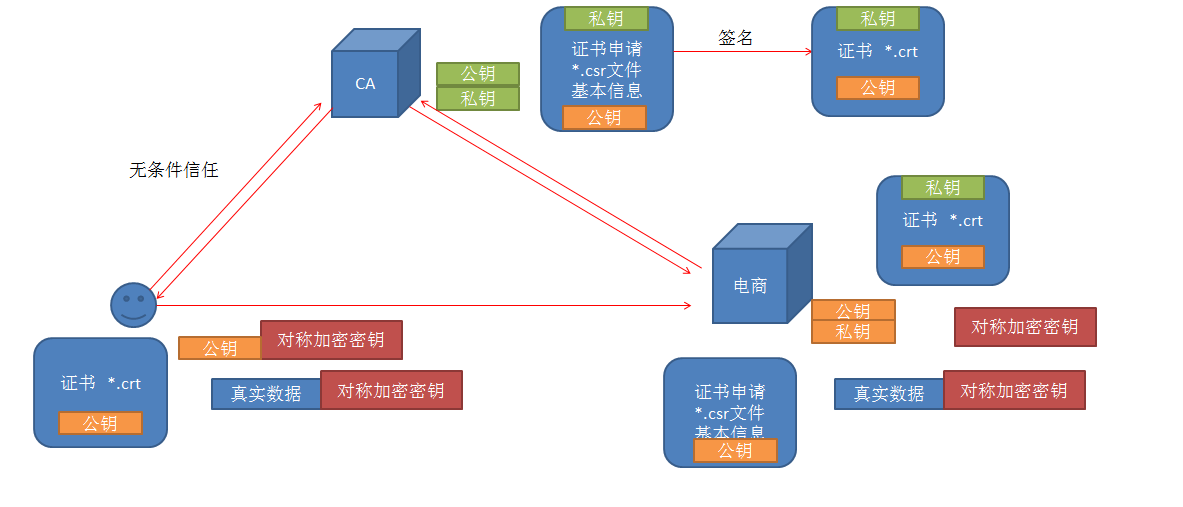 私钥
证书申请
*.csr文件
基本信息
公钥
签名
私钥
证书 *.crt
公钥
CA
公钥
私钥
无条件信任
私钥
证书 *.crt
公钥
电商
公钥
私钥
对称加密密钥
公钥
对称加密密钥
证书 *.crt
公钥
真实数据
对称加密密钥
证书申请
*.csr文件
基本信息
公钥
真实数据
对称加密密钥